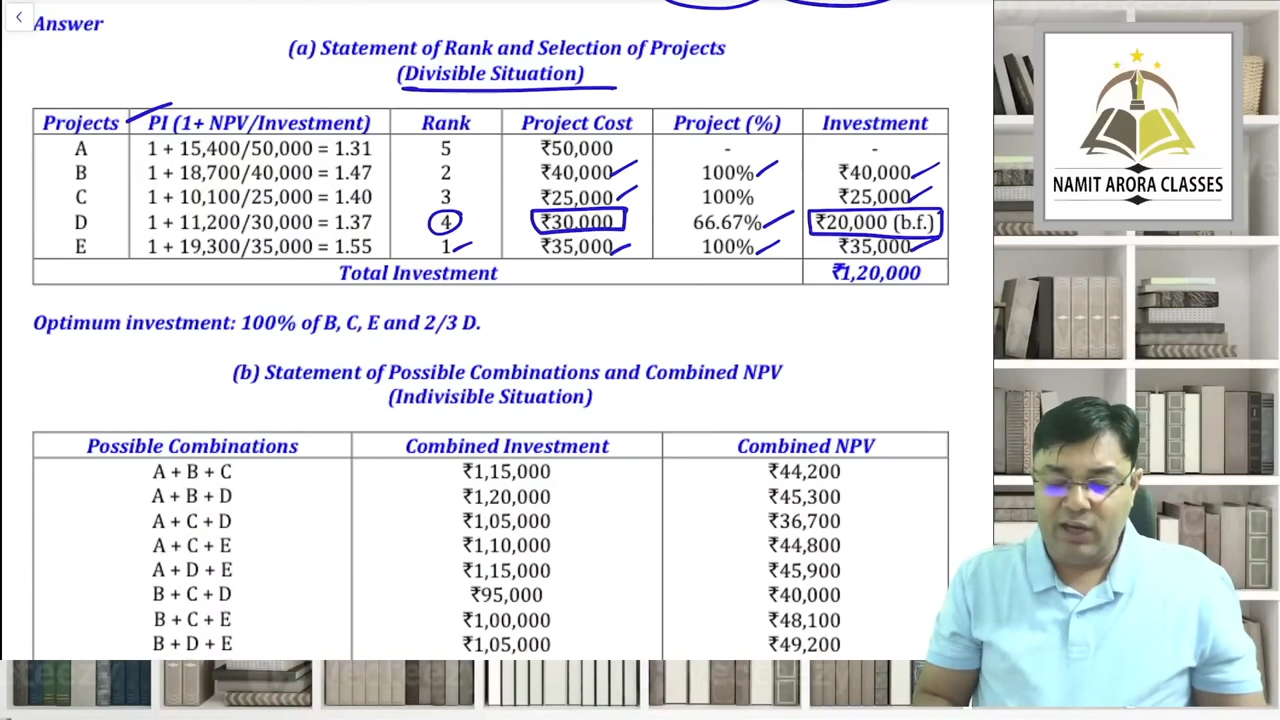 Answer
(a) Statement of Rank and Selection of Projects
(Divisible Situation)
Projects PI (1+ NPV/Investment) Rank Project Cost Project (%) Investment
A 1 + 15,400/50,000 = 1.31 5 ₹50,000 - -
B 1 + 18,700/40,000 = 1.47 2 ₹40,000 100% ₹40,000
C 1 + 10,100/25,000 = 1.40 3 ₹25,000 100% ₹25,000
D 1 + 11,200/30,000 = 1.37 4 ₹30,000 66.67% ₹20,000 (b.f.)
E 1 + 19,300/35,000 = 1.55 1 ₹35,000 100% ₹35,000
Total Investment ₹1,20,000
Optimum investment: 100% of B, C, E and 2/3 D.
(b) Statement of Possible Combinations and Combined NPV
(Indivisible Situation)
Possible Combinations Combined Investment Combined NPV
A + B + C ₹1,15,000 ₹44,200
A + B + D ₹1,20,000 ₹45,300
A + C + D ₹1,05,000 ₹36,700
A + C + E ₹1,10,000 ₹44,800
A + D + E ₹1,15,000 ₹45,900
B + C + D ₹95,000 ₹40,000
B + C + E ₹1,00,000 ₹48,100
B + D + E ₹1,05,000 ₹49,200
NAMIT ARORA CLASSES